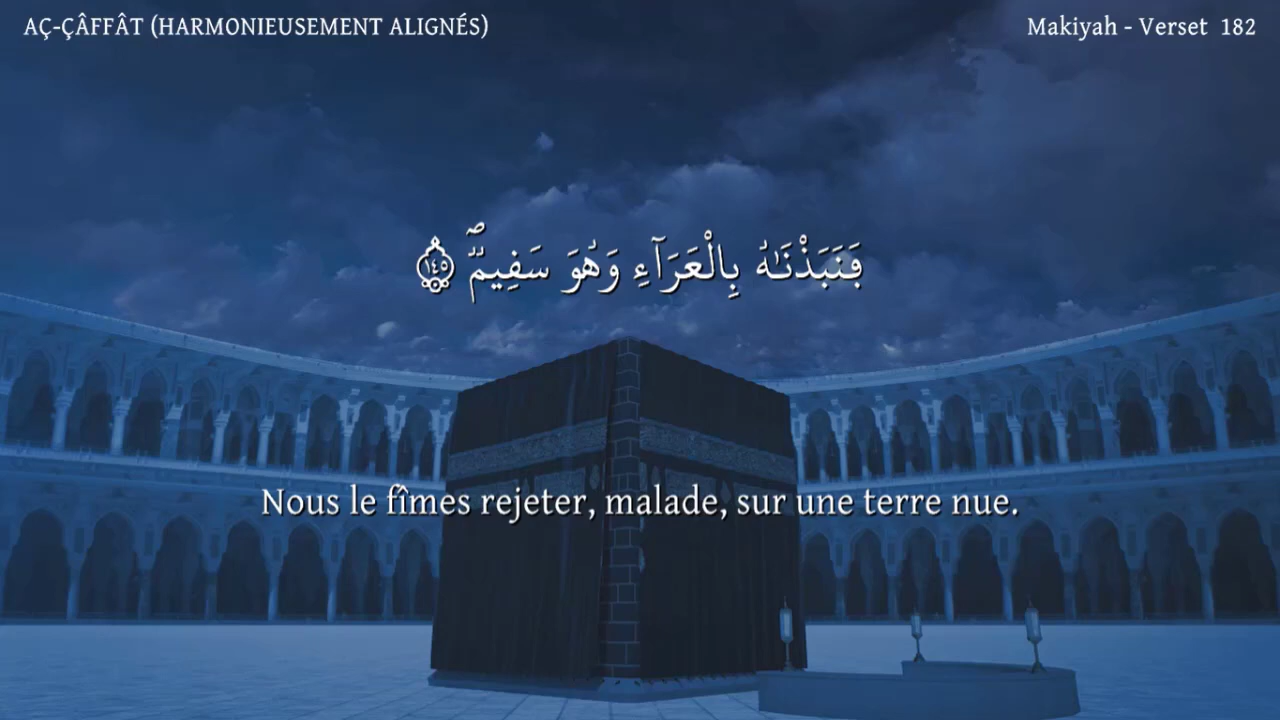 AÇ-ÇÂFFÂT (HARMONIEUSEMENT ALIGNÉS)
Makiyah - Verset 182
فَنَبَذْنَـٰهُ بِالْعَرَآءِ وَهُوَ سَقِيمٌۭ ۖ ١٤٥
Nous le fîmes rejeter, malade, sur une terre nue.